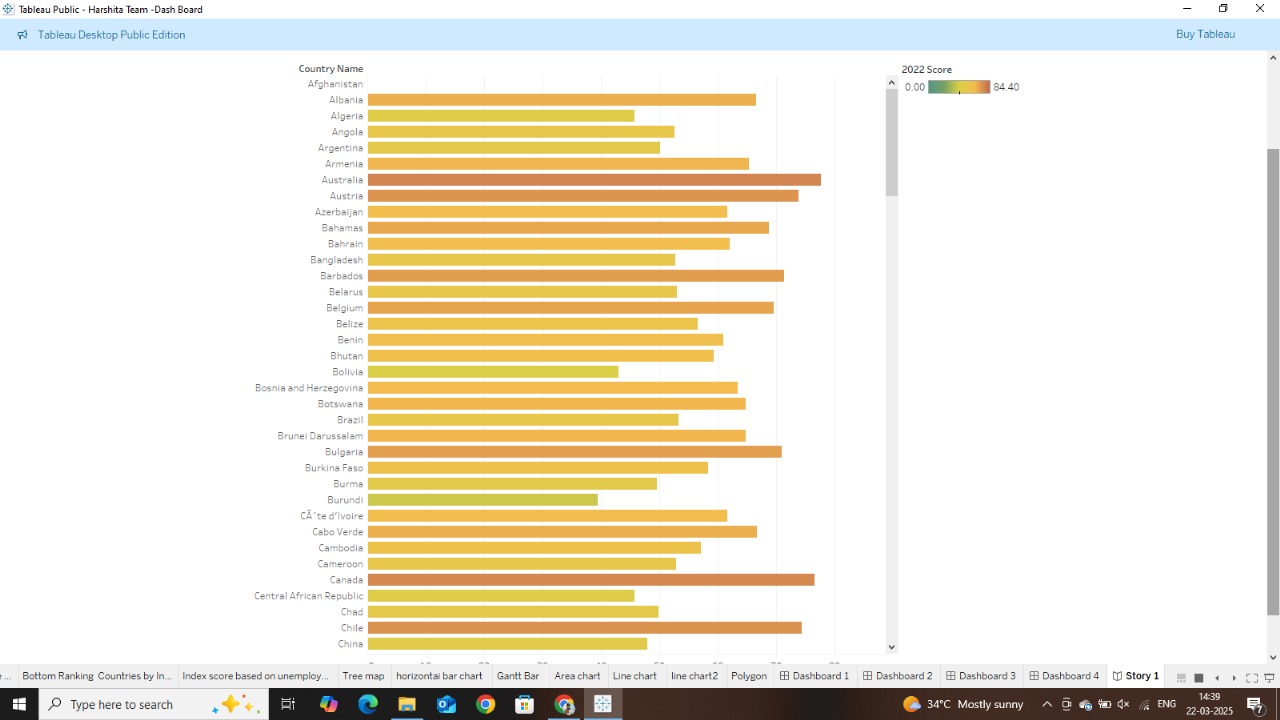 Tableau Public - Harshita Team -Dash Board
Tableau Desktop Public Edition
Buy Tableau
Country Name
Afghanistan
Albania
Algeria
Angola
Argentina
Armenia
Australia
Austria
Azerbaijan
Bahamas
Bahrain
Bangladesh
Barbados
Belarus
Belgium
Belize
Benin
Bhutan
Bolivia
Bosnia and Herzegovina
Botswana
Brazil
Brunei Darussalam
Bulgaria
Burkina Faso
Burma
Burundi
CÃ´te d'Ivoire
Cabo Verde
Cambodia
Cameroon
Canada
Central African Republic
Chad
Chile
China
2022 Score
0.00 84.40
e ... Bottom Ranking Countries by In... Index score based on unemploy... Tree map horizontal bar chart Gantt Bar Area chart Line chart line chart2 Polygon Dashboard 1 Dashboard 2 Dashboard 3 Dashboard 4 Story 1
Type here to search
34°C Mostly sunny
ENG
14:39
22-03-2025